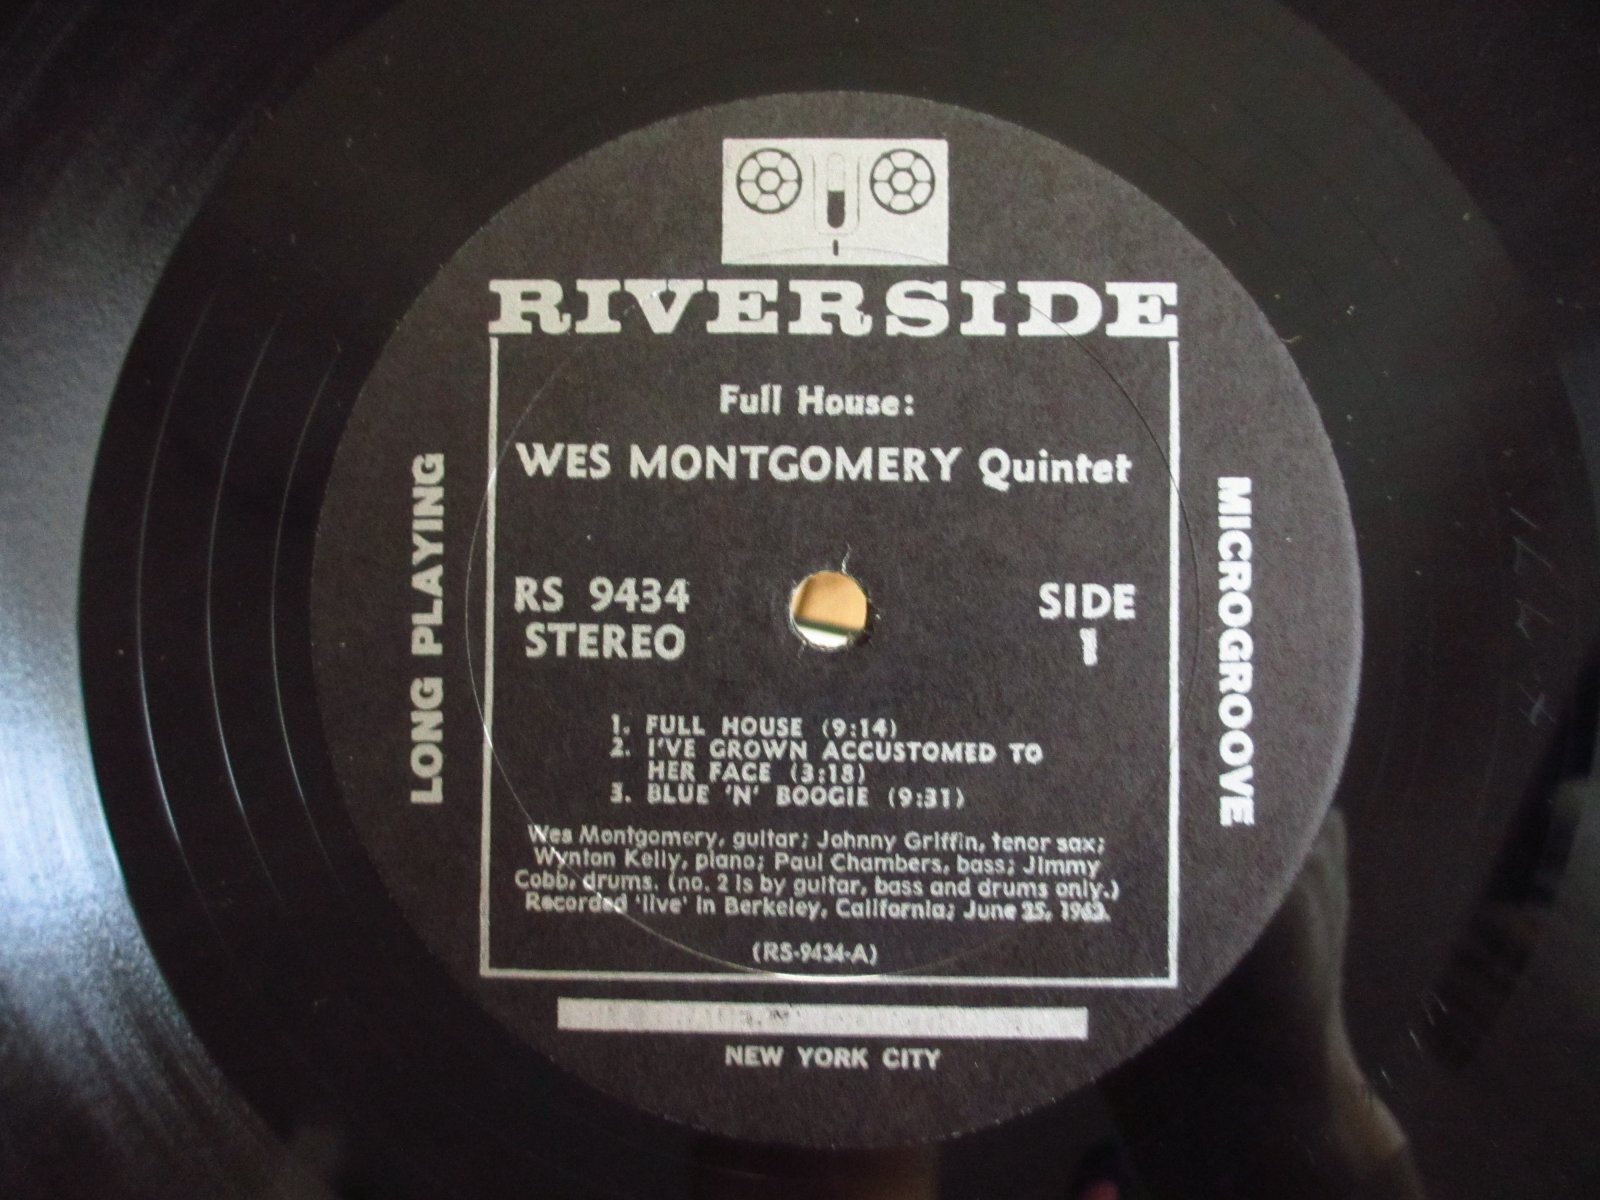 RIVERSIDE
Full House:
WES MONTGOMERY Quintet
RS 9434
STEREO
SIDE
1
1. FULL HOUSE (9:14)
2. I'VE GROWN ACCUSTOMED TO
HER FACE (3:18)
3. BLUE 'N' BOOGIE (9:31)
Wes Montgomery, guitar; Johnny Griffin, tenor sax;
Wynton Kelly, piano; Paul Chambers, bass; Jimmy
Cobb, drums. (no. 2 is by guitar, bass and drums only.)
Recorded 'live' in Berkeley, California; June 25,
(RS-9434-A)
NEW YORK CITY
LONG PLAYING
MICROGROOVE